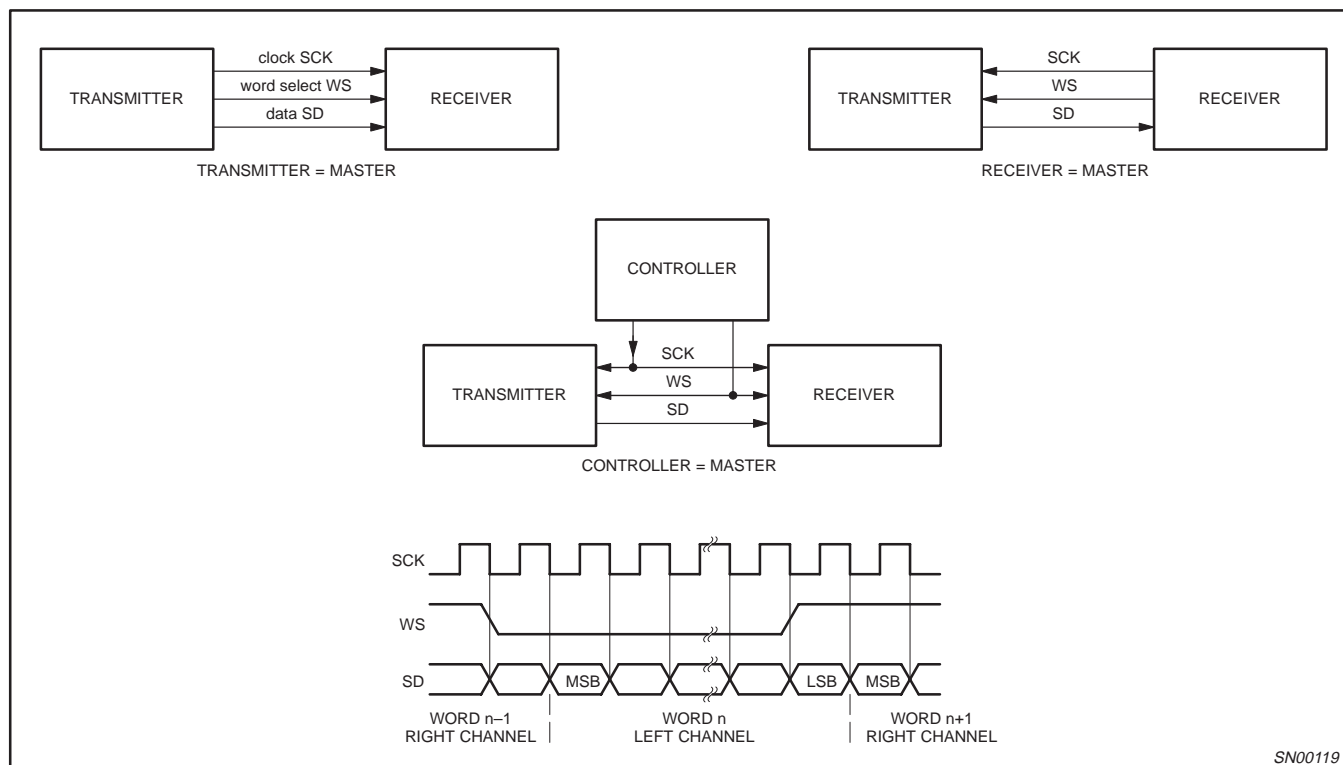 clock SCK
word select WS
data SD
TRANSMITTER
RECEIVER
TRANSMITTER = MASTER
SCK
WS
SD
TRANSMITTER
RECEIVER
RECEIVER = MASTER
CONTROLLER
SCK
WS
SD
TRANSMITTER
RECEIVER
CONTROLLER = MASTER
SCK
WS
SD
MSB
LSB
MSB
WORD n–1
RIGHT CHANNEL
WORD n
LEFT CHANNEL
WORD n+1
RIGHT CHANNEL
SN00119